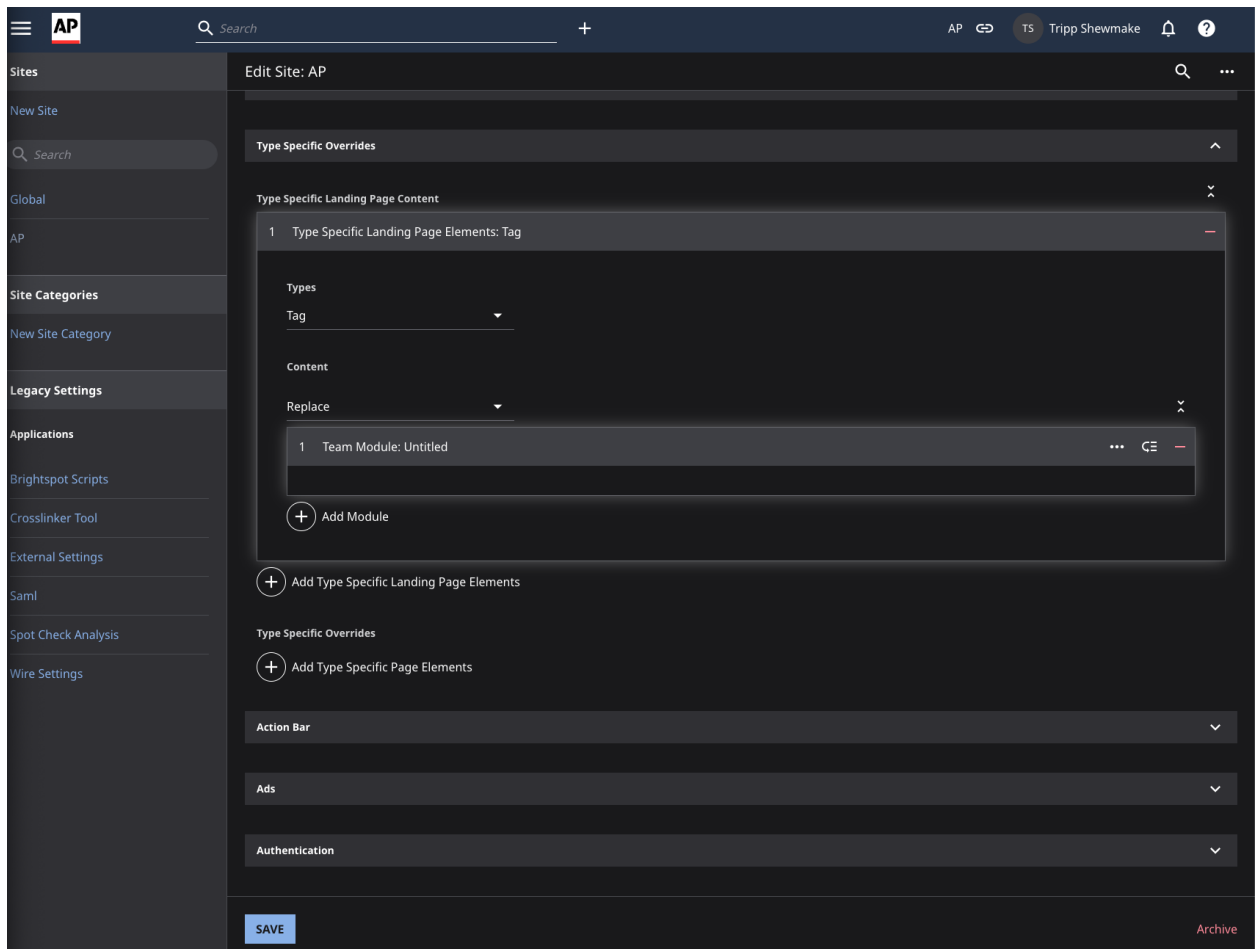 AP
Search
AP
TS
Tripp Shewmake
Sites
New Site
Search
Global
AP
Site Categories
New Site Category
Legacy Settings
Applications
Brightspot Scripts
Crosslinker Tool
External Settings
Saml
Spot Check Analysis
Wire Settings
Edit Site: AP
Type Specific Overrides
Type Specific Landing Page Content
1 Type Specific Landing Page Elements: Tag
Types
Tag
Content
Replace
1 Team Module: Untitled
Add Module
Add Type Specific Landing Page Elements
Type Specific Overrides
Add Type Specific Page Elements
Action Bar
Ads
Authentication
SAVE
Archive